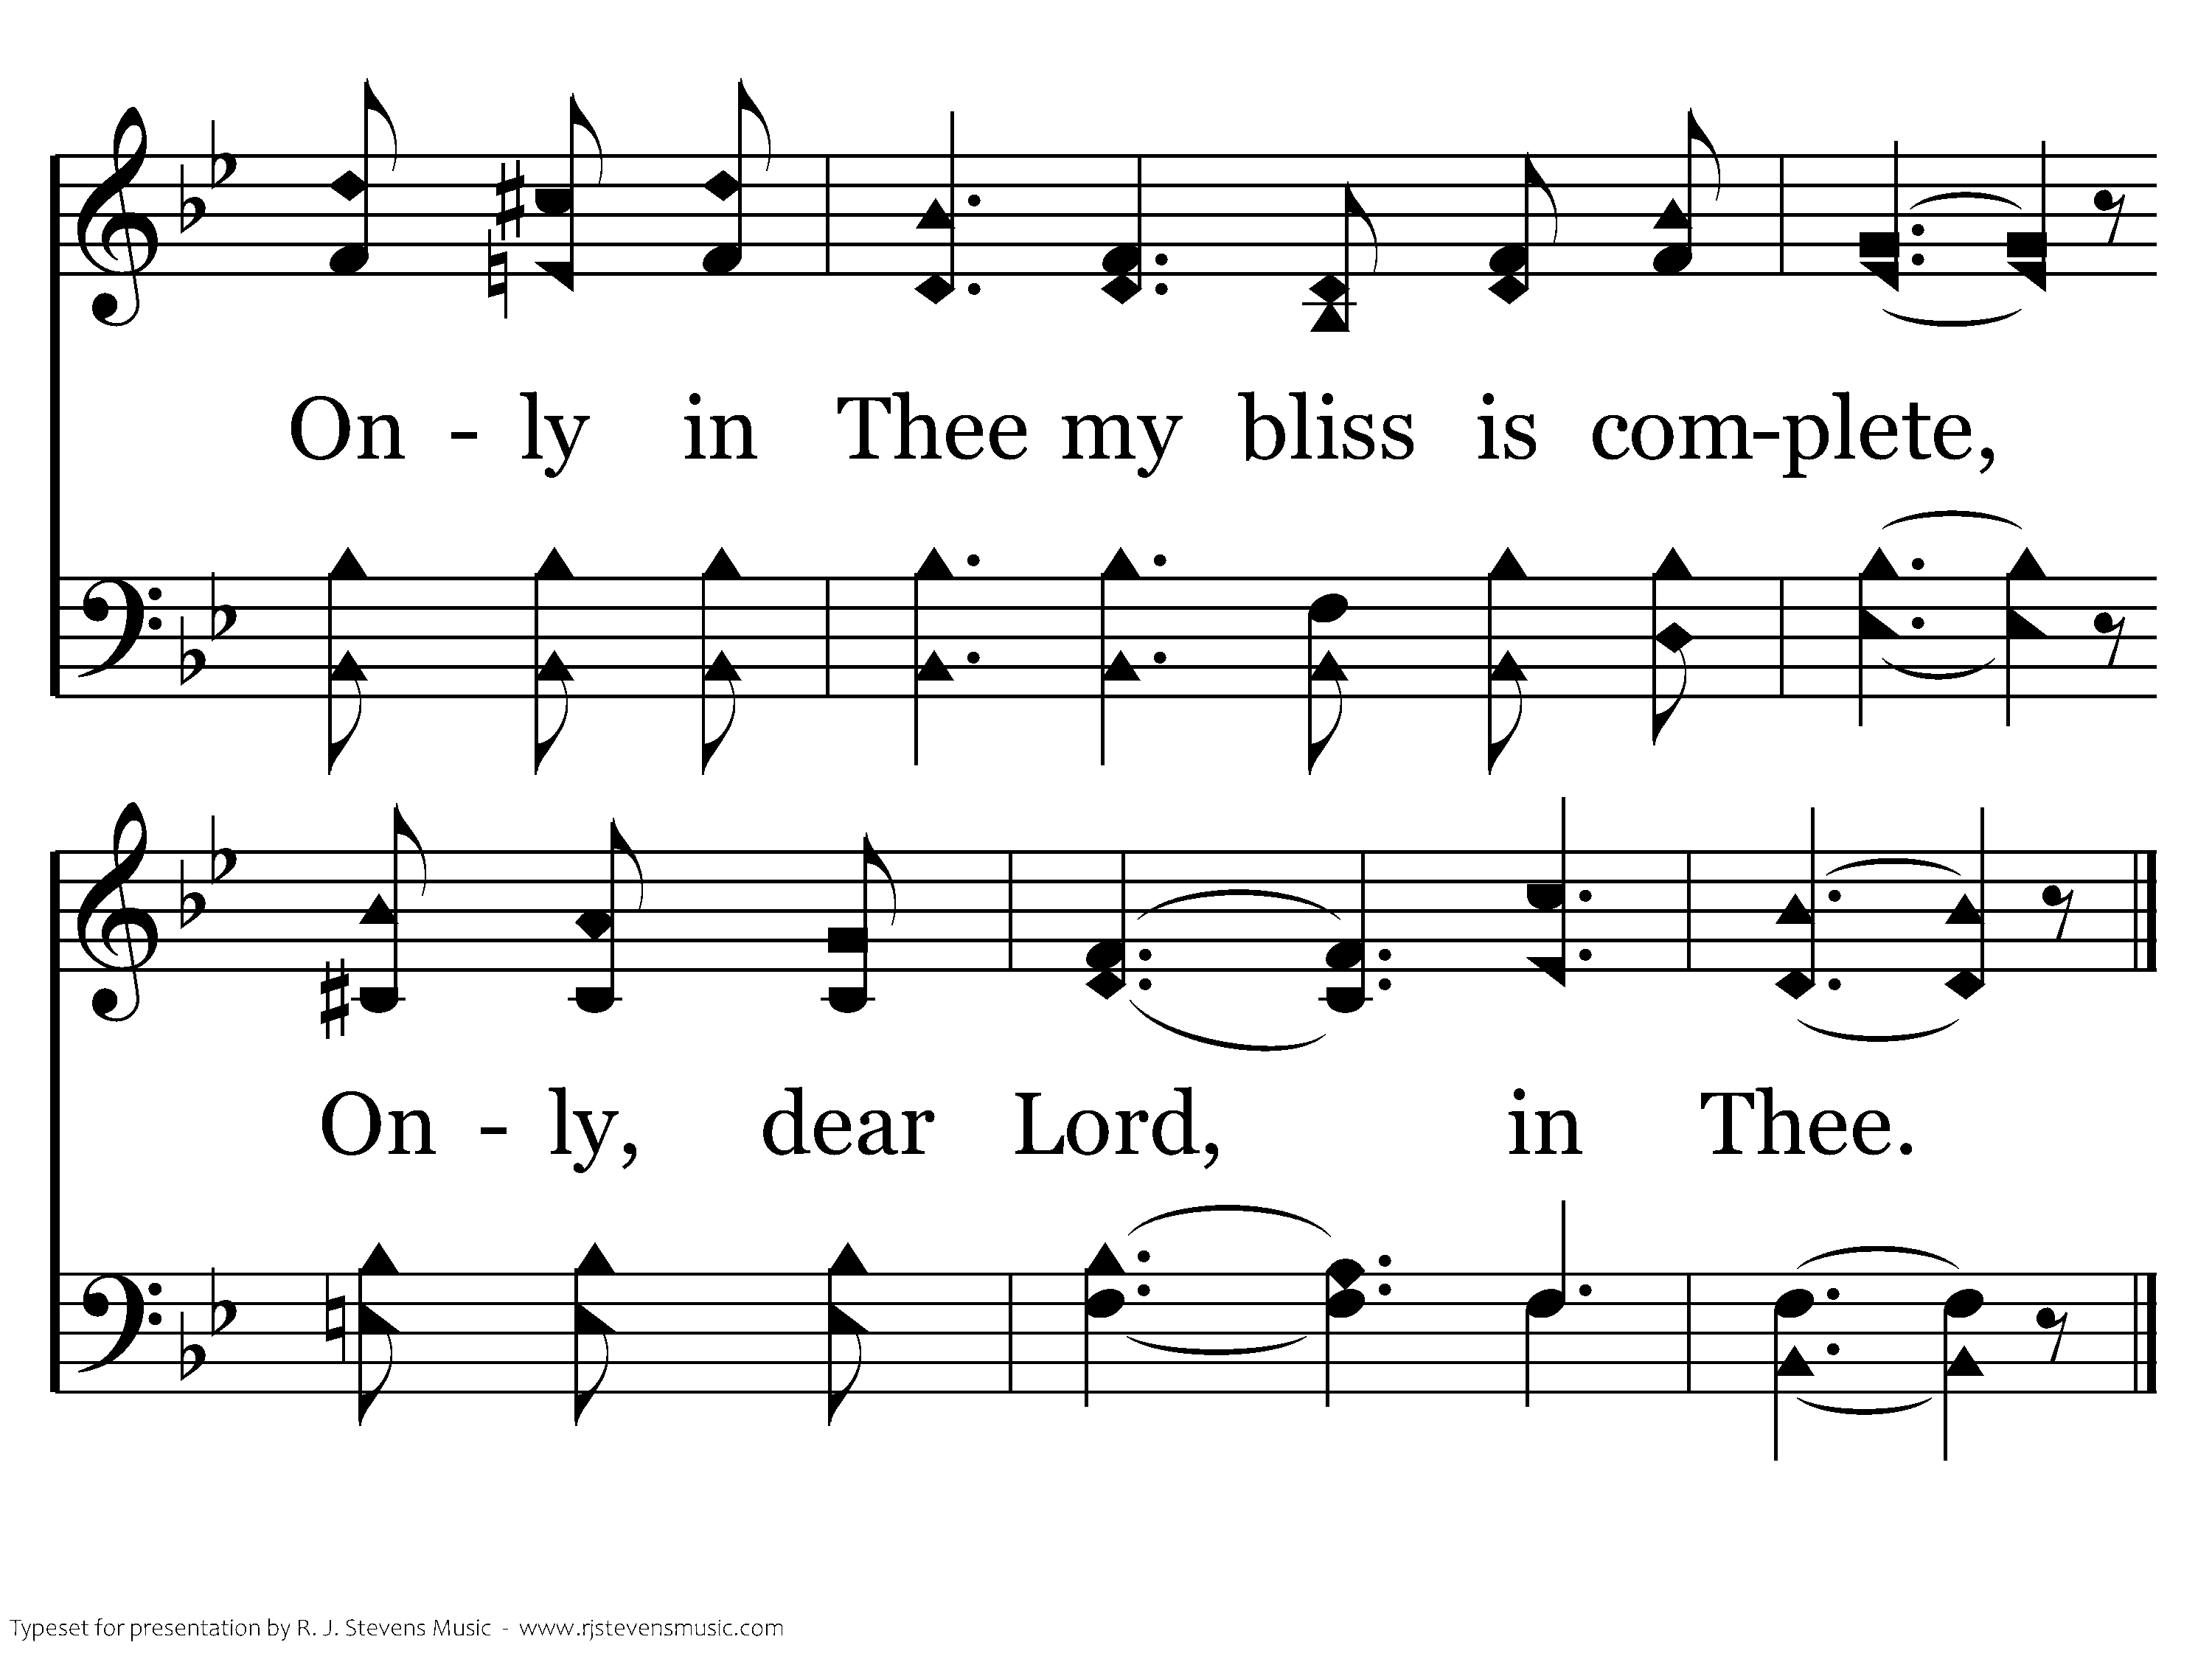 On - ly in Thee my bliss is com-plete,
On - ly, dear Lord, in Thee.
Typeset for presentation by R. J. Stevens Music - www.rjstevensmusic.com